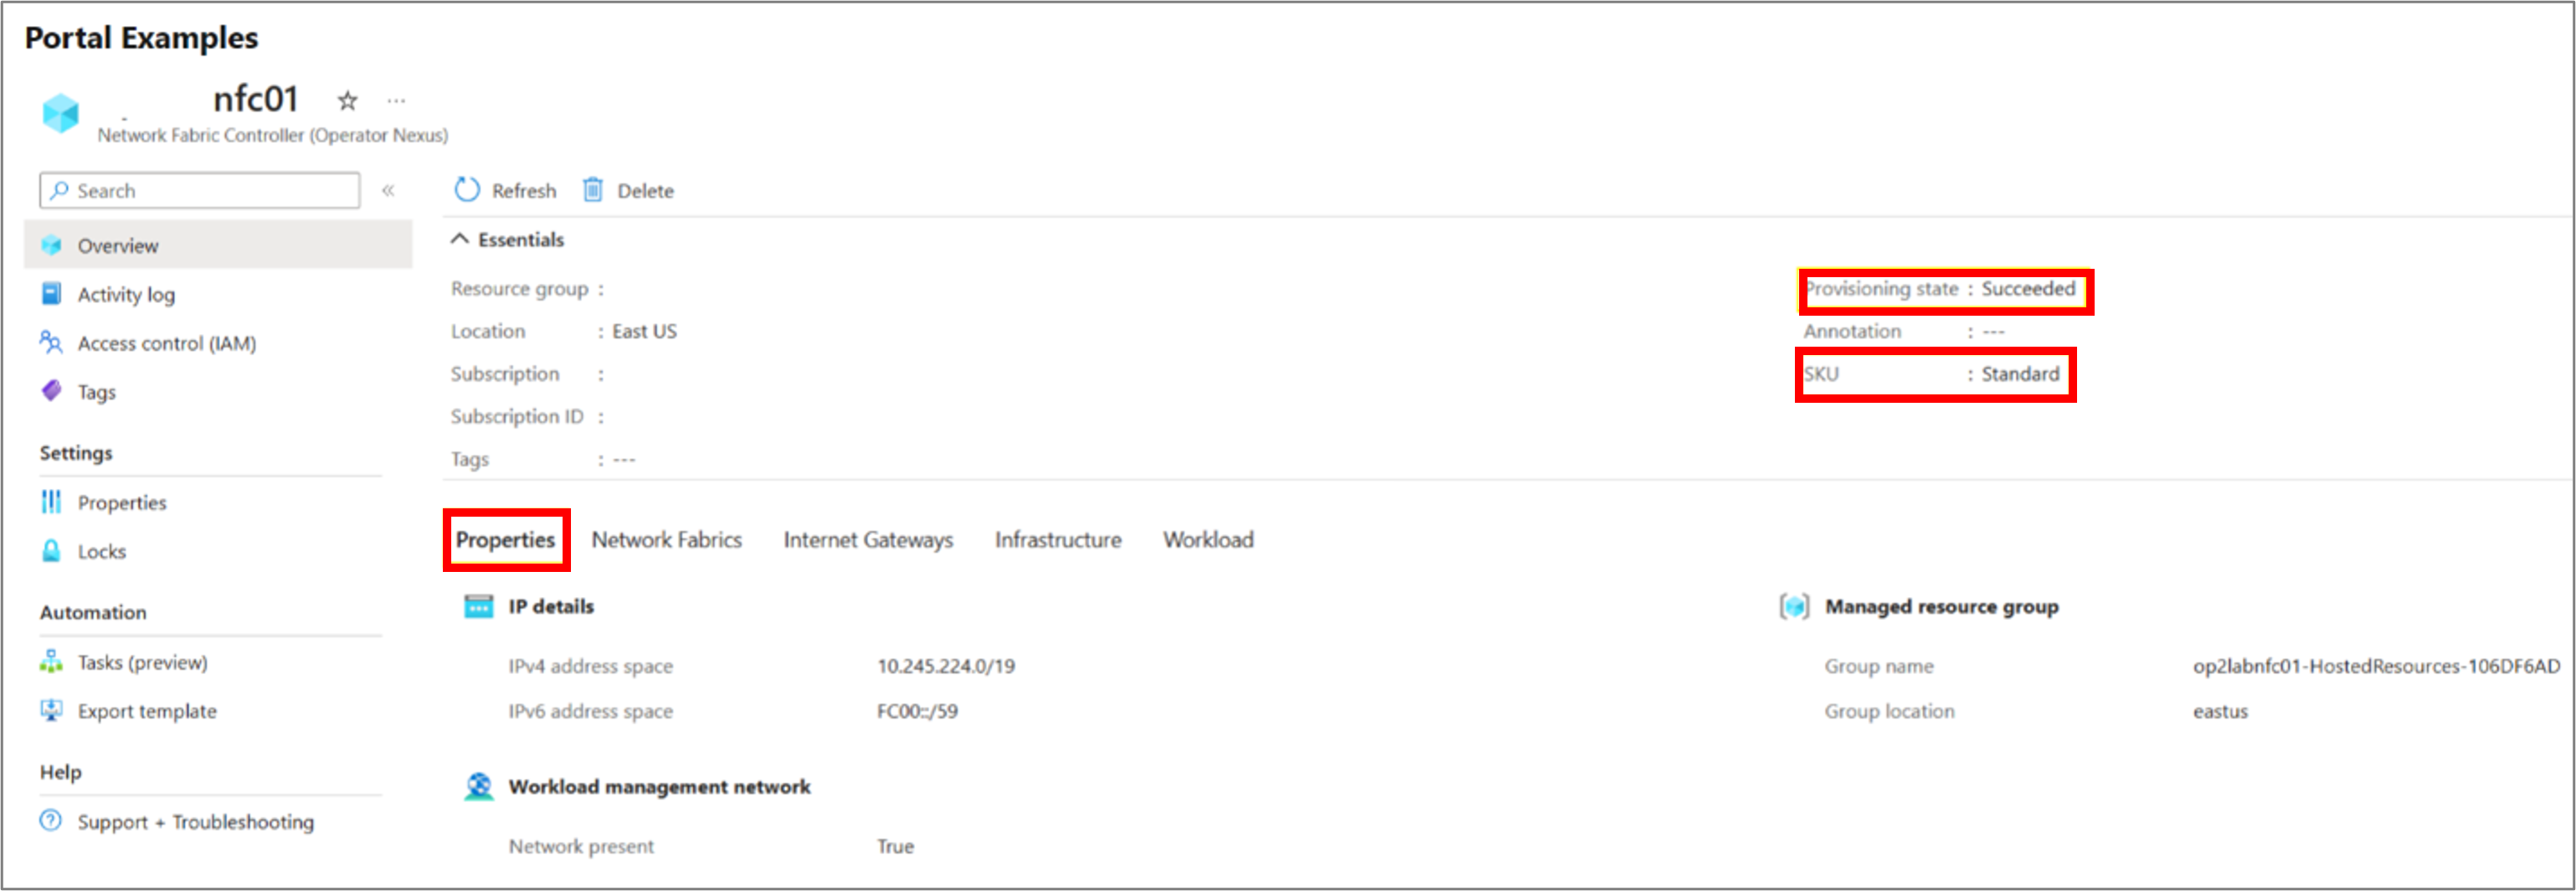 Portal Examples
nfc01 ...
Network Fabric Controller (Operator Nexus)
Search «
Refresh Delete
Overview
Activity log
Access control (IAM)
Tags
Settings
Properties
Locks
Automation
Tasks (preview)
Export template
Help
Support + Troubleshooting
Essentials
Resource group :
Location : East US
Subscription :
Subscription ID :
Tags : ---
Provisioning state : Succeeded
Annotation : ---
SKU : Standard
Properties Network Fabrics Internet Gateways Infrastructure Workload
IP details
IPv4 address space 10.245.224.0/19
IPv6 address space FC00::/59
Managed resource group
Group name op2labnfc01-HostedResources-106DF6AD
Group location eastus
Workload management network
Network present True